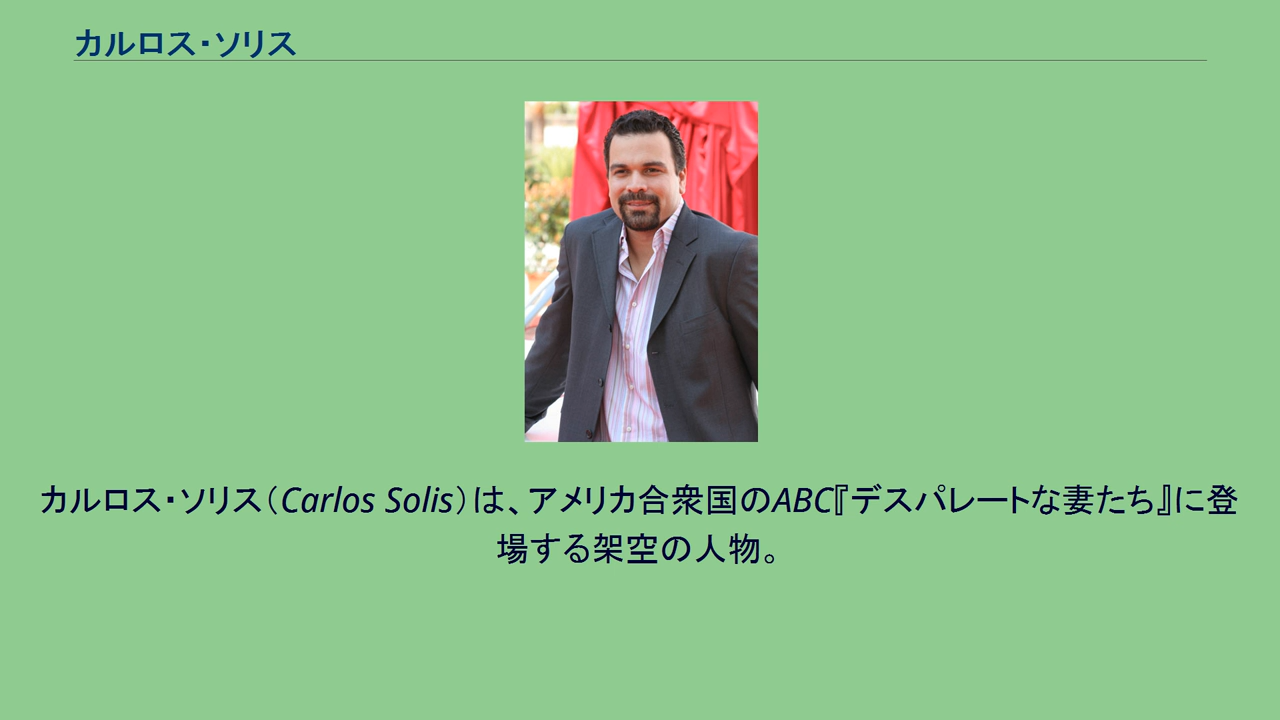 カルロス・ソリス
カルロス・ソリス（Carlos Solis）は、アメリカ合衆国のABC『デスパレートな妻たち』に登
場する架空の人物。